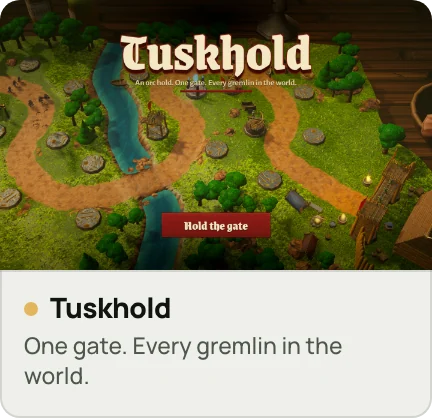 Tuskhold
An orc hold. One gate. Every gremlin in the world.
Hold the gate
Tuskhold
One gate. Every gremlin in the
world.